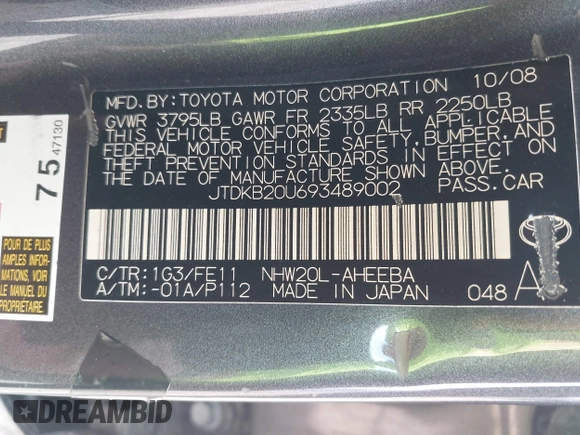 MFD.BY:TOYOTA MOTOR CORPORATION 10/08
GVWR 3795LB GAWR FR 2335LB RR 2250LB
THIS VEHICLE CONFORMS TO ALL APPLICABLE
FEDERAL MOTOR VEHICLE SAFETY,BUMPER,AND
THEFT PREVENTION STANDARDS IN EFFECT ON
THE DATE OF MANUFACTURE SHOWN ABOVE.
JTDKB20U693489002 PASS.CAR
C/TR:1G3/FE11 NHW20L-AHEEBA
A/TM:-01A/P112 MADE IN JAPAN 048 A
75
47130
POUR DE PLUS
AMPLES INFOR-
MATIONS, VOIR
LE MANUEL DU
PROPRIÉTAIRE
DREAMBID